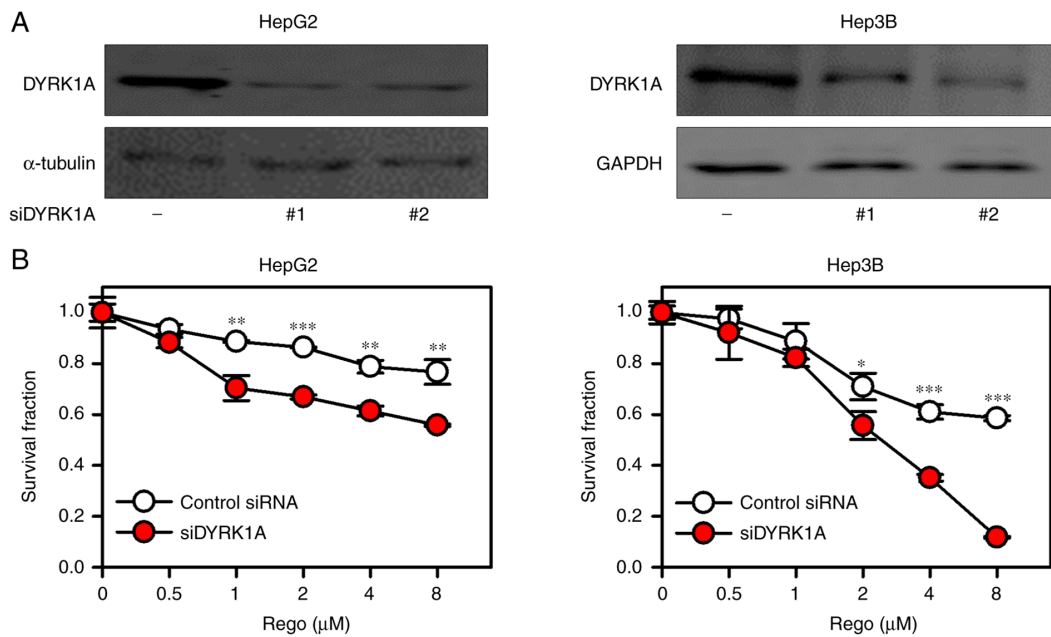 A
HepG2
DYRK1A
α-tubulin
siDYRK1A – #1 #2
Hep3B
DYRK1A
GAPDH
– #1 #2
B
HepG2
Survival fraction
1.0
0.8
0.6
0.4
0.2
0.0
** *** ** **
Control siRNA
siDYRK1A
0 0.5 1 2 4 8
Rego (μM)
Hep3B
Survival fraction
1.0
0.8
0.6
0.4
0.2
0.0
* *** ***
Control siRNA
siDYRK1A
0 0.5 1 2 4 8
Rego (μM)